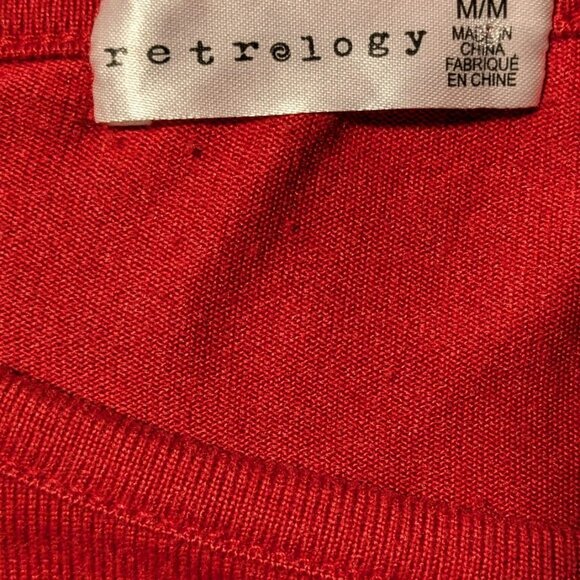 retrology
M/M
MADE IN
CHINA
FABRIQUÉ
EN CHINE